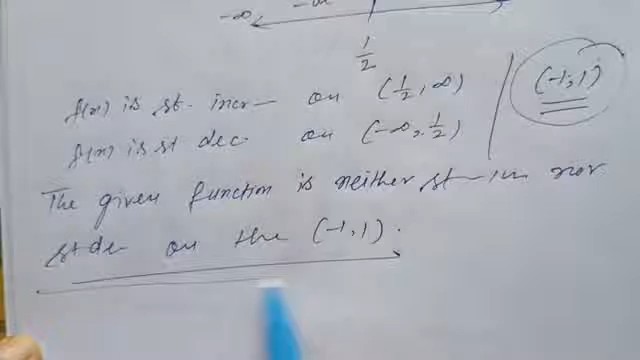 -∞
1/2
f(x) is st. incr on (1/2, ∞)
f(x) is st dec on (-∞, 1/2)
(-1, 1)
The given function is neither st in nor
st de on the (-1, 1).